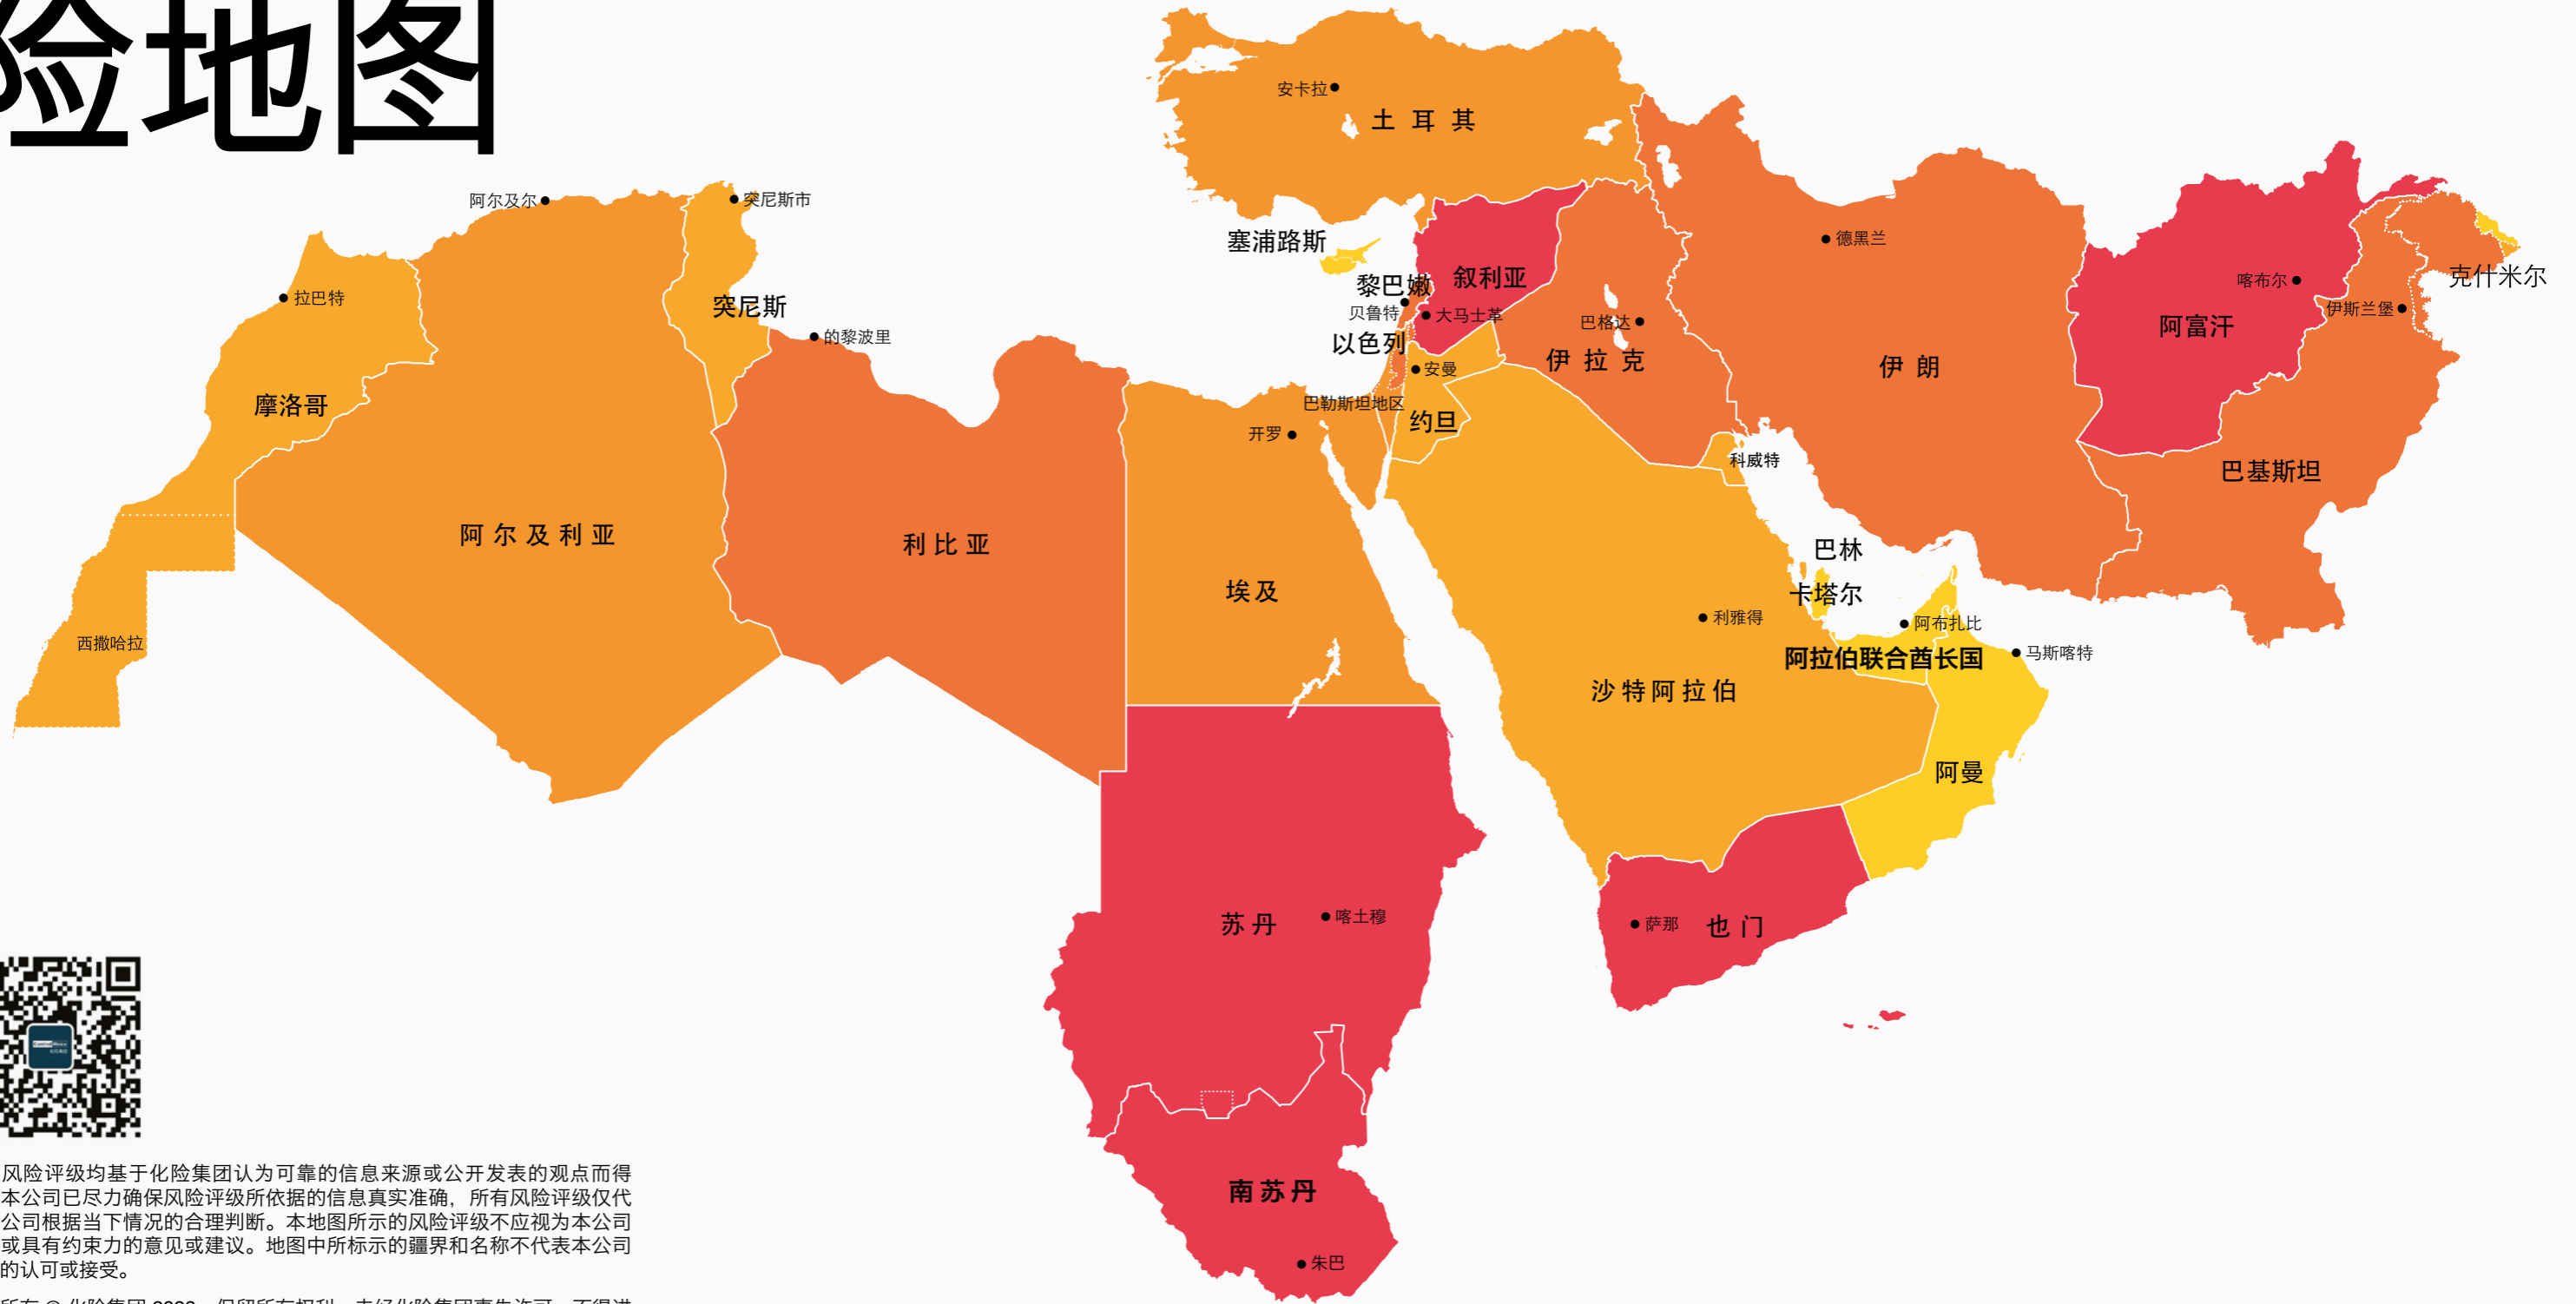 险地图
安卡拉
土耳其
阿尔及尔
突尼斯市
塞浦路斯
德黑兰
黎巴嫩
叙利亚
克什米尔
喀布尔
拉巴特
突尼斯
贝鲁特
大马士革
巴格达
伊斯兰堡
的黎波里
以色列
阿富汗
伊拉克
伊朗
安曼
摩洛哥
巴勒斯坦地区
约旦
开罗
科威特
巴基斯坦
阿尔及利亚
利比亚
巴林
埃及
卡塔尔
利雅得
阿布扎比
西撒哈拉
马斯喀特
阿拉伯联合酋长国
沙特阿拉伯
阿曼
苏丹
喀土穆
萨那
也门
风险评级均基于化险集团认为可靠的信息来源或公开发表的观点而得
本公司已尽力确保风险评级所依据的信息真实准确，所有风险评级仅代
公司根据当下情况的合理判断。本地图所示的风险评级不应视为本公司
或具有约束力的意见或建议。地图中所标示的疆界和名称不代表本公司
的认可或接受。
南苏丹
朱巴